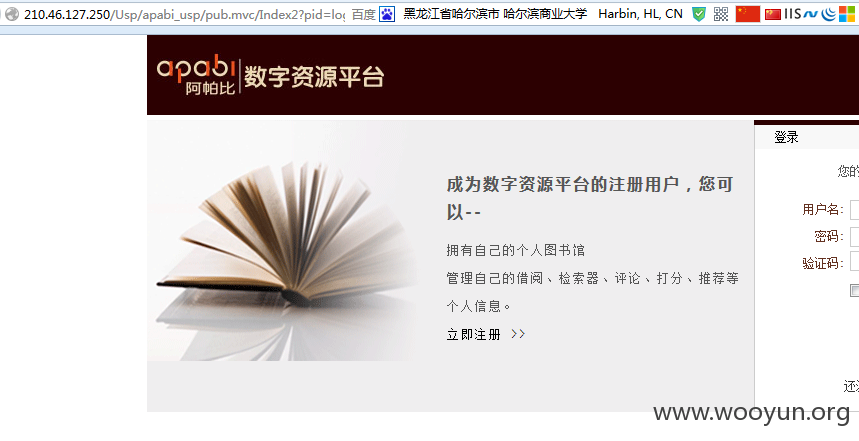 210.46.127.250/Usp/apabi_usp/pub.mvc/Index2?pid=log 百度 黑龙江省哈尔滨市 哈尔滨商业大学 Harbin, HL, CN IIS
apabi
阿帕比
数字资源平台
登录
成为数字资源平台的注册用户，您可
以--
拥有自己的个人图书馆
管理自己的借阅、检索器、评论、打分、推荐等
个人信息。
立即注册 >>
您的
用户名:
密码:
验证码:
还没
www.wooyun.org